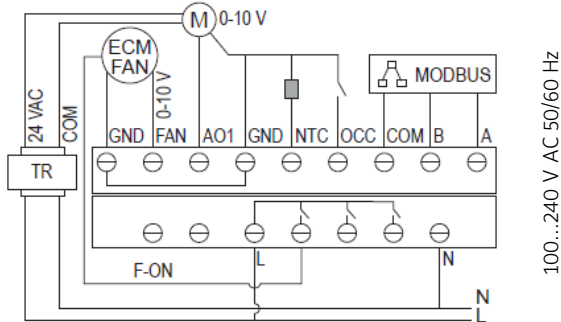 M 0-10 V
ECM
FAN
MODBUS
24 VAC
COM
0-10 V
GND FAN AO1 GND NTC OCC COM B A
TR
L
N
F-ON
N
L
100...240 V AC 50/60 Hz